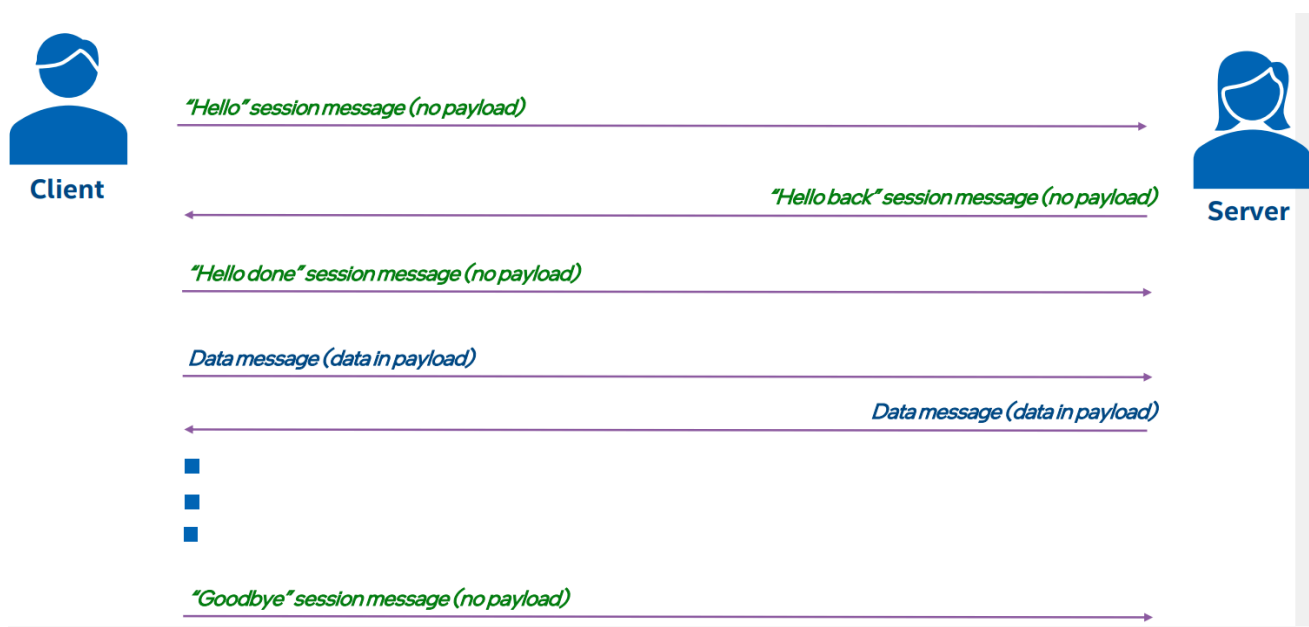 "Hello" session message (no payload)
Client
"Hello back" session message (no payload)
Server
"Hello done" session message (no payload)
Data message (data in payload)
Data message (data in payload)
"Goodbye" session message (no payload)